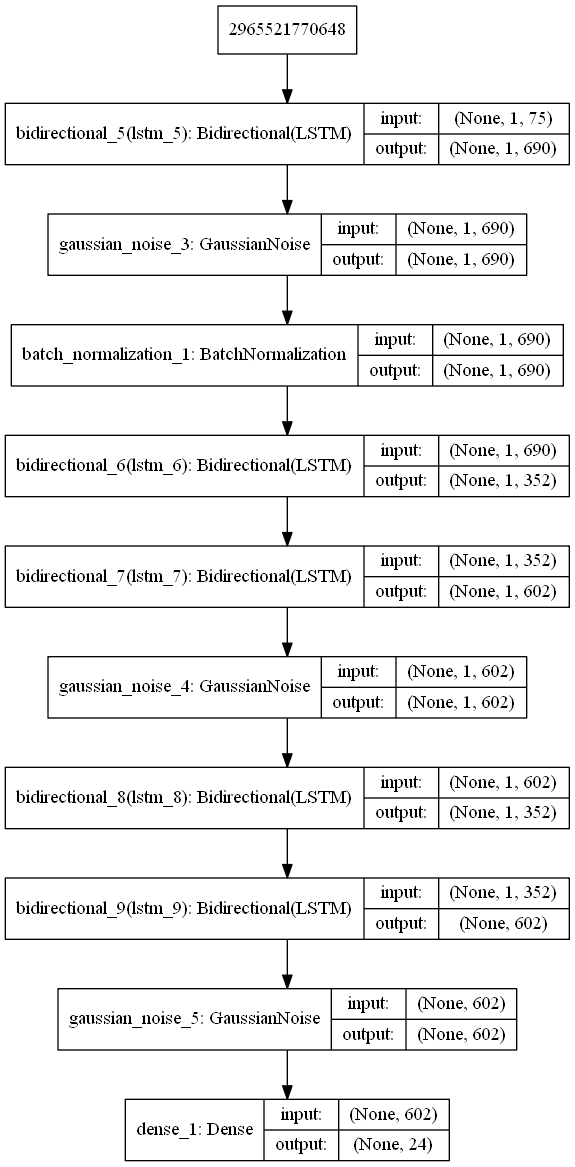 2965521770648
bidirectional_5(lstm_5): Bidirectional(LSTM)
input:
(None, 1, 75)
output:
(None, 1, 690)
gaussian_noise_3: GaussianNoise
input:
(None, 1, 690)
output:
(None, 1, 690)
batch_normalization_1: BatchNormalization
input:
(None, 1, 690)
output:
(None, 1, 690)
bidirectional_6(lstm_6): Bidirectional(LSTM)
input:
(None, 1, 690)
output:
(None, 1, 352)
bidirectional_7(lstm_7): Bidirectional(LSTM)
input:
(None, 1, 352)
output:
(None, 1, 602)
gaussian_noise_4: GaussianNoise
input:
(None, 1, 602)
output:
(None, 1, 602)
bidirectional_8(lstm_8): Bidirectional(LSTM)
input:
(None, 1, 602)
output:
(None, 1, 352)
bidirectional_9(lstm_9): Bidirectional(LSTM)
input:
(None, 1, 352)
output:
(None, 602)
gaussian_noise_5: GaussianNoise
input:
(None, 602)
output:
(None, 602)
dense_1: Dense
input:
(None, 602)
output:
(None, 24)